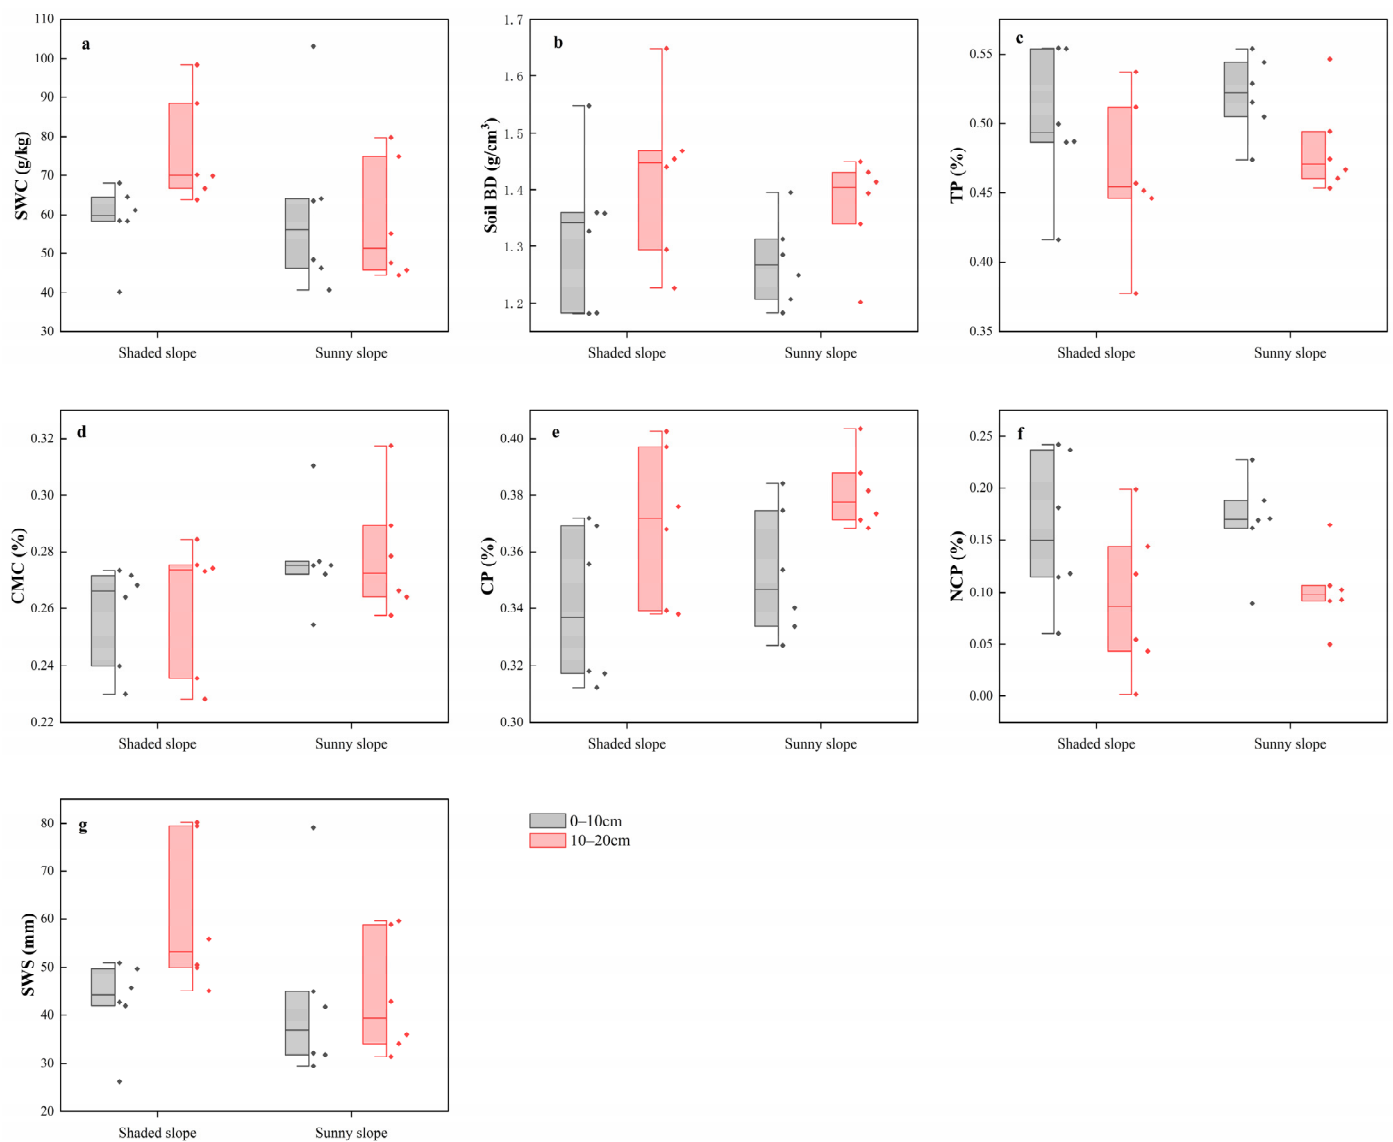 a
110
100
90
80
70
60
50
40
30
SWC (g/kg)
Shaded slope
Sunny slope
b
1.7
1.6
1.5
1.4
1.3
1.2
Soil BD (g/cm³)
Shaded slope
Sunny slope
c
0.55
0.50
0.45
0.40
0.35
TP (%)
Shaded slope
Sunny slope
d
0.32
0.30
0.28
0.26
0.24
0.22
CMC (%)
Shaded slope
Sunny slope
e
0.40
0.38
0.36
0.34
0.32
0.30
CP (%)
Shaded slope
Sunny slope
f
0.25
0.20
0.15
0.10
0.05
0.00
NCP (%)
Shaded slope
Sunny slope
g
80
70
60
50
40
30
20
SWS (mm)
Shaded slope
Sunny slope
0–10cm
10–20cm